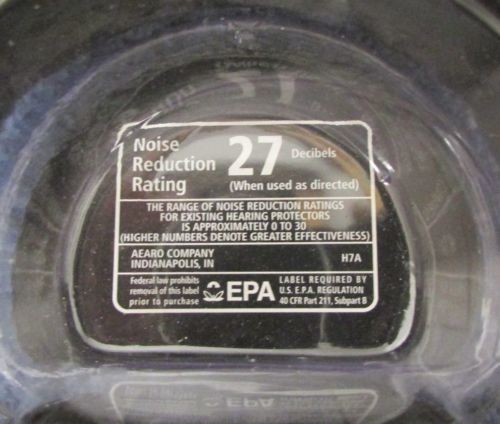 Noise Reduction Rating
27 Decibels
(When used as directed)
THE RANGE OF NOISE REDUCTION RATINGS
FOR EXISTING HEARING PROTECTORS
IS APPROXIMATELY 0 TO 30
(HIGHER NUMBERS DENOTE GREATER EFFECTIVENESS)
AEARO COMPANY
INDIANAPOLIS, IN
H7A
Federal law prohibits
removal of this label
prior to purchase
EPA
LABEL REQUIRED BY
U.S. E.P.A. REGULATION
40 CFR Part 211, Subpart B
EPA